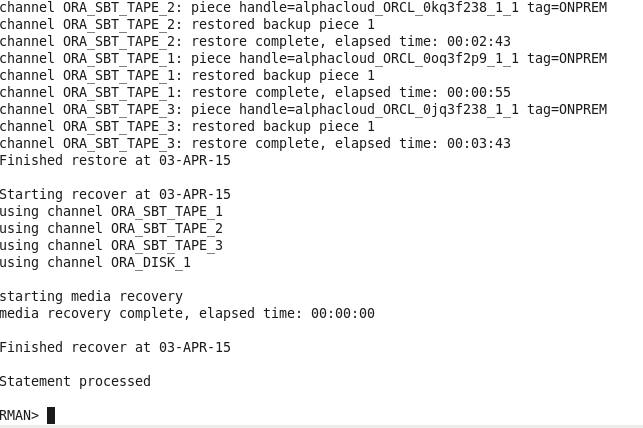 channel ORA_SBT_TAPE_2: piece handle=alphacloud_ORCL_0kq3f238_1_1 tag=ONPREM
channel ORA_SBT_TAPE_2: restored backup piece 1
channel ORA_SBT_TAPE_2: restore complete, elapsed time: 00:02:43
channel ORA_SBT_TAPE_1: piece handle=alphacloud_ORCL_0oq3f2p9_1_1 tag=ONPREM
channel ORA_SBT_TAPE_1: restored backup piece 1
channel ORA_SBT_TAPE_1: restore complete, elapsed time: 00:00:55
channel ORA_SBT_TAPE_3: piece handle=alphacloud_ORCL_0jq3f238_1_1 tag=ONPREM
channel ORA_SBT_TAPE_3: restored backup piece 1
channel ORA_SBT_TAPE_3: restore complete, elapsed time: 00:03:43
Finished restore at 03-APR-15

Starting recover at 03-APR-15
using channel ORA_SBT_TAPE_1
using channel ORA_SBT_TAPE_2
using channel ORA_SBT_TAPE_3
using channel ORA_DISK_1

starting media recovery
media recovery complete, elapsed time: 00:00:00

Finished recover at 03-APR-15

Statement processed

RMAN>